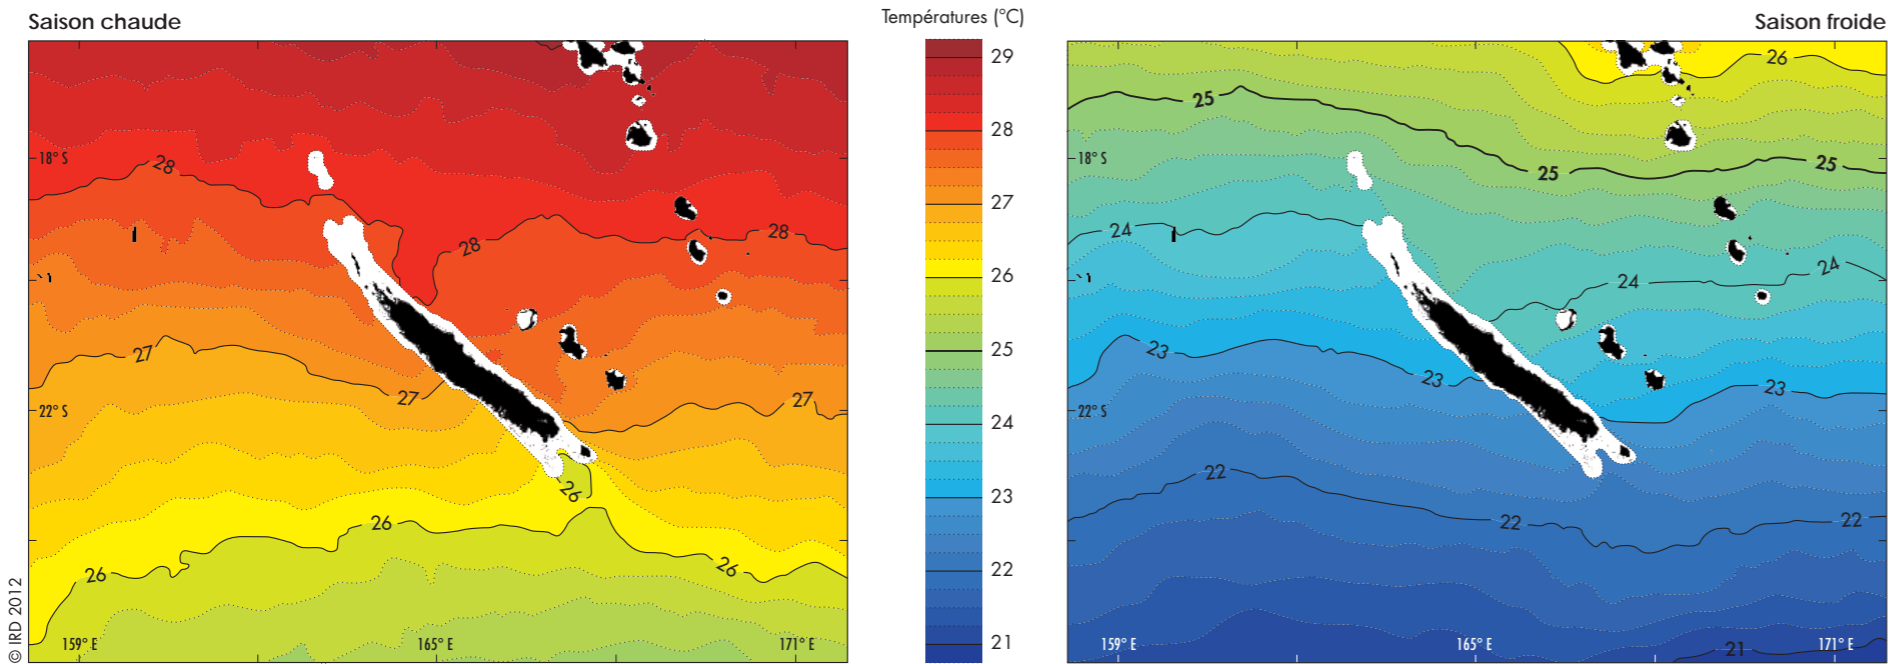 Saison chaude
Températures (°C)
Saison froide
29
28
27
26
25
24
23
22
21
18° S
22° S
159° E
165° E
171° E
28
28
28
27
27
27
26
26
26
26
© IRD 2012
18° S
22° S
159° E
165° E
171° E
26
25
25
25
24
24
24
23
23
23
22
22
22
21